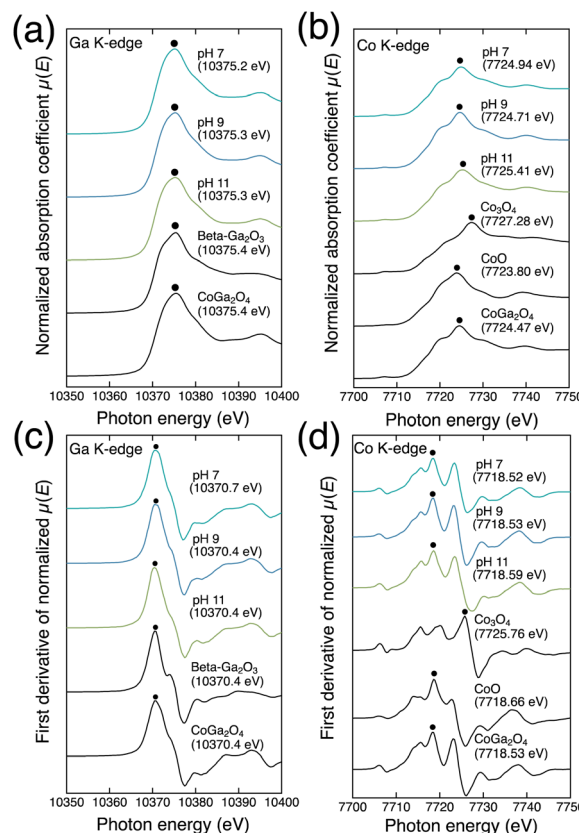 (a)
Ga K-edge
Normalized absorption coefficient μ(E)
pH 7
(10375.2 eV)
pH 9
(10375.3 eV)
pH 11
(10375.3 eV)
Beta-Ga₂O₃
(10375.4 eV)
CoGa₂O₄
(10375.4 eV)
10350 10360 10370 10380 10390 10400
Photon energy (eV)
(b)
Co K-edge
Normalized absorption coefficient μ(E)
pH 7
(7724.94 eV)
pH 9
(7724.71 eV)
pH 11
(7725.41 eV)
Co₃O₄
(7727.28 eV)
CoO
(7723.80 eV)
CoGa₂O₄
(7724.47 eV)
7700 7710 7720 7730 7740 7750
Photon energy (eV)
(c)
Ga K-edge
First derivative of normalized μ(E)
pH 7
(10370.7 eV)
pH 9
(10370.4 eV)
pH 11
(10370.4 eV)
Beta-Ga₂O₃
(10370.4 eV)
CoGa₂O₄
(10370.4 eV)
10350 10360 10370 10380 10390 10400
Photon energy (eV)
(d)
Co K-edge
First derivative of normalized μ(E)
pH 7
(7718.52 eV)
pH 9
(7718.53 eV)
pH 11
(7718.59 eV)
Co₃O₄
(7725.76 eV)
CoO
(7718.66 eV)
CoGa₂O₄
(7718.53 eV)
7700 7710 7720 7730 7740 7750
Photon energy (eV)